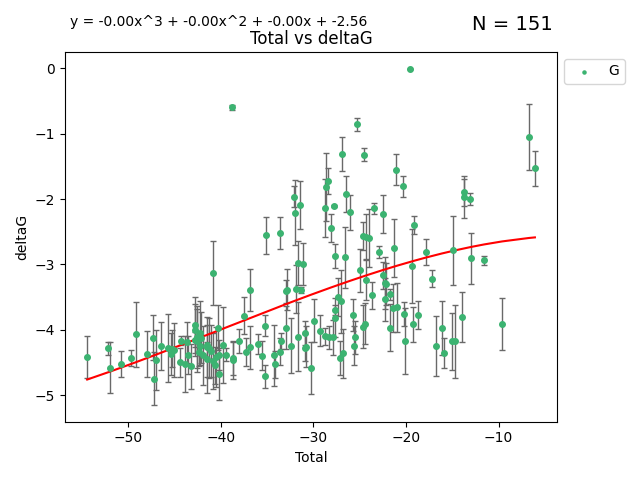 y = -0.00x^3 + -0.00x^2 + -0.00x + -2.56
N = 151
Total vs deltaG
G
deltaG
0
−1
−2
−3
−4
−5
−50 −40 −30 −20 −10
Total